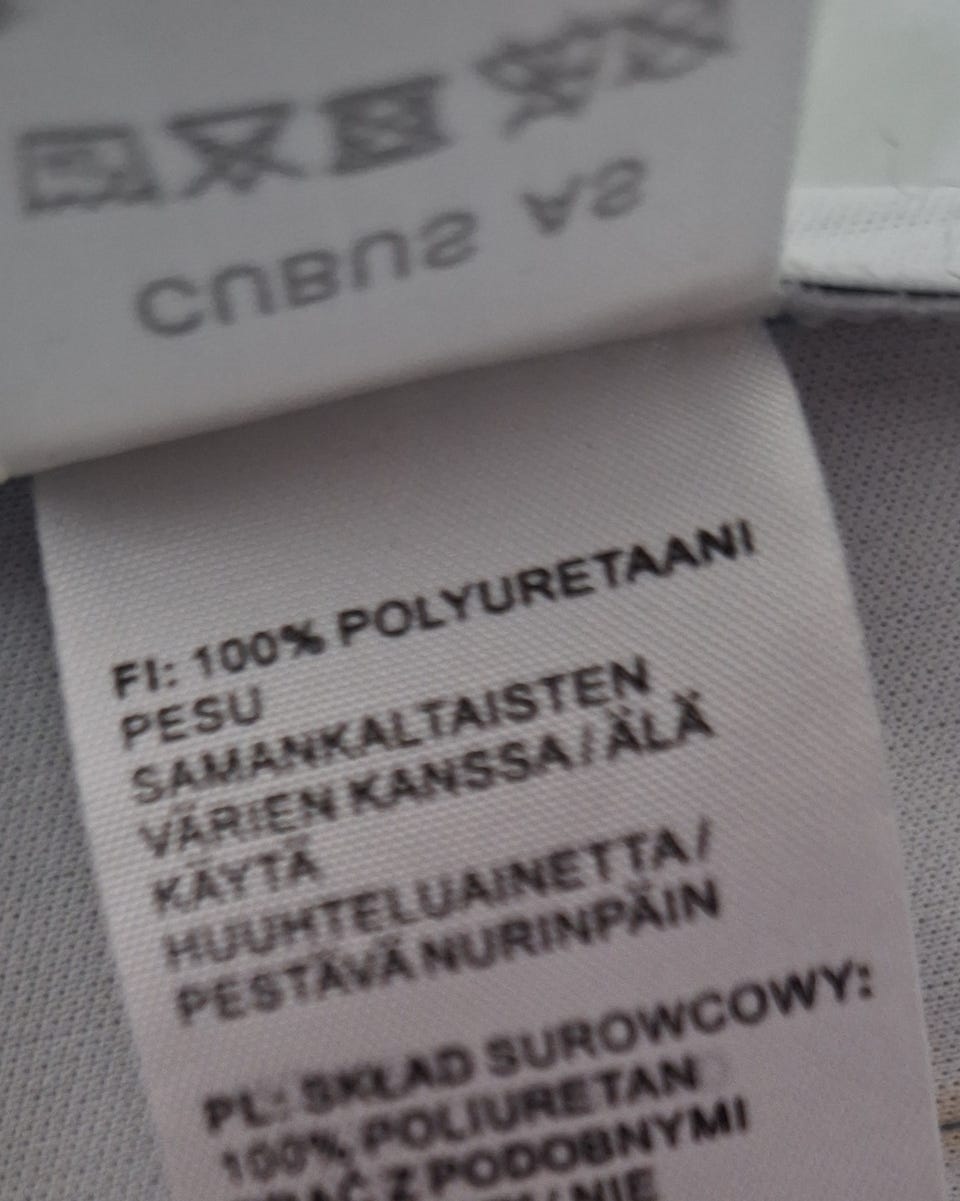 CUBUS AS
FI: 100% POLYURETAANI
PESU
SAMANKALTAISTEN
VÄRIEN KANSSA / ÄLÄ
KÄYTÄ
HUUHTELUAINETTA /
PESTÄVÄ NURINPÄIN
PL: SKŁAD SUROWCOWY:
100% POLIURETAN
PRAĆ Z PODOBNYMI
/ NIE